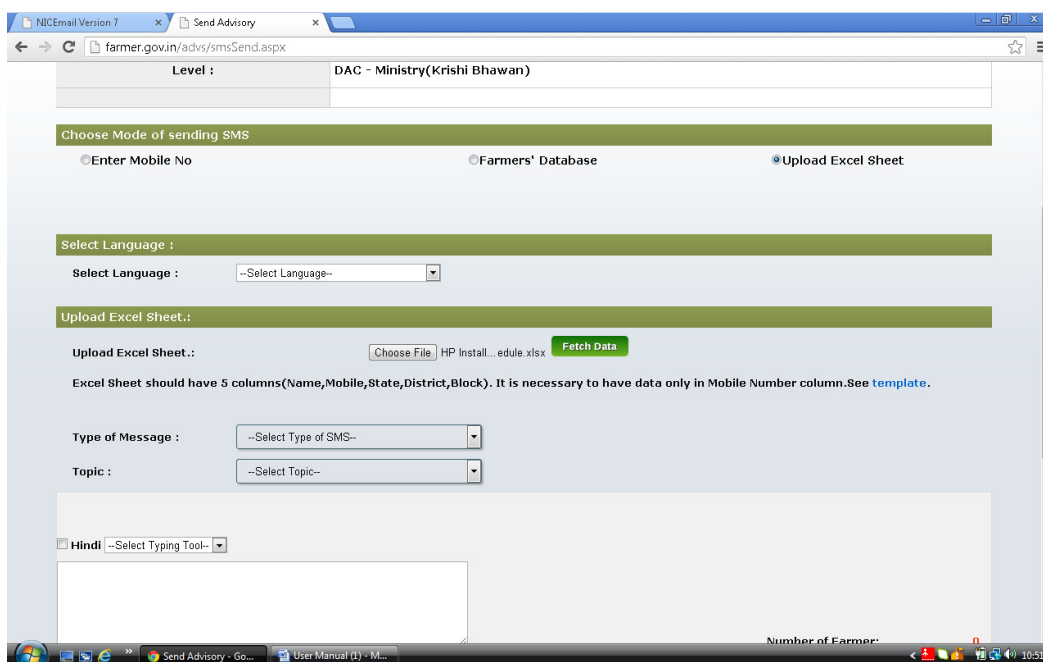 NICEmail Version 7 x Send Advisory x
farmer.gov.in/advs/smsSend.aspx
Level : DAC - Ministry(Krishi Bhawan)
Choose Mode of sending SMS
Enter Mobile No Farmers' Database Upload Excel Sheet
Select Language :
Select Language : --Select Language--
Upload Excel Sheet.:
Upload Excel Sheet.: Choose File HP Install... edule.xlsx Fetch Data
Excel Sheet should have 5 columns(Name,Mobile,State,District,Block). It is necessary to have data only in Mobile Number column.See template.
Type of Message : --Select Type of SMS--
Topic : --Select Topic--
Hindi --Select Typing Tool--
Number of Farmer: 0
Send Advisory - Go... User Manual (1) - M... 10:51